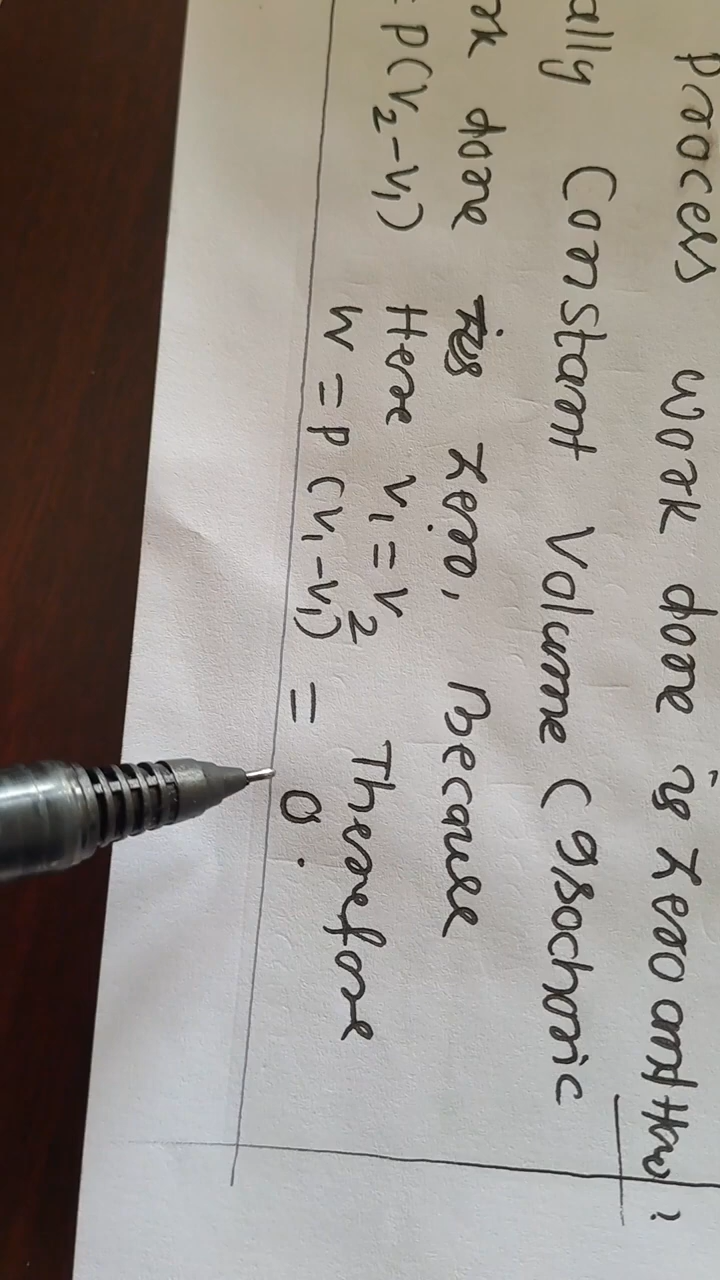 process work done is zero and How?
ally Constant Volume (Isochoric
ork done is zero, Because
= P(V2-V1) Here V1 = V2 Therefore
W = P (V1-V1) = 0.